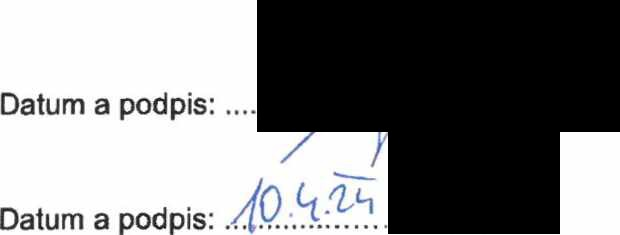 Datum a podpis: ....
Datum a podpis: 10.4.24